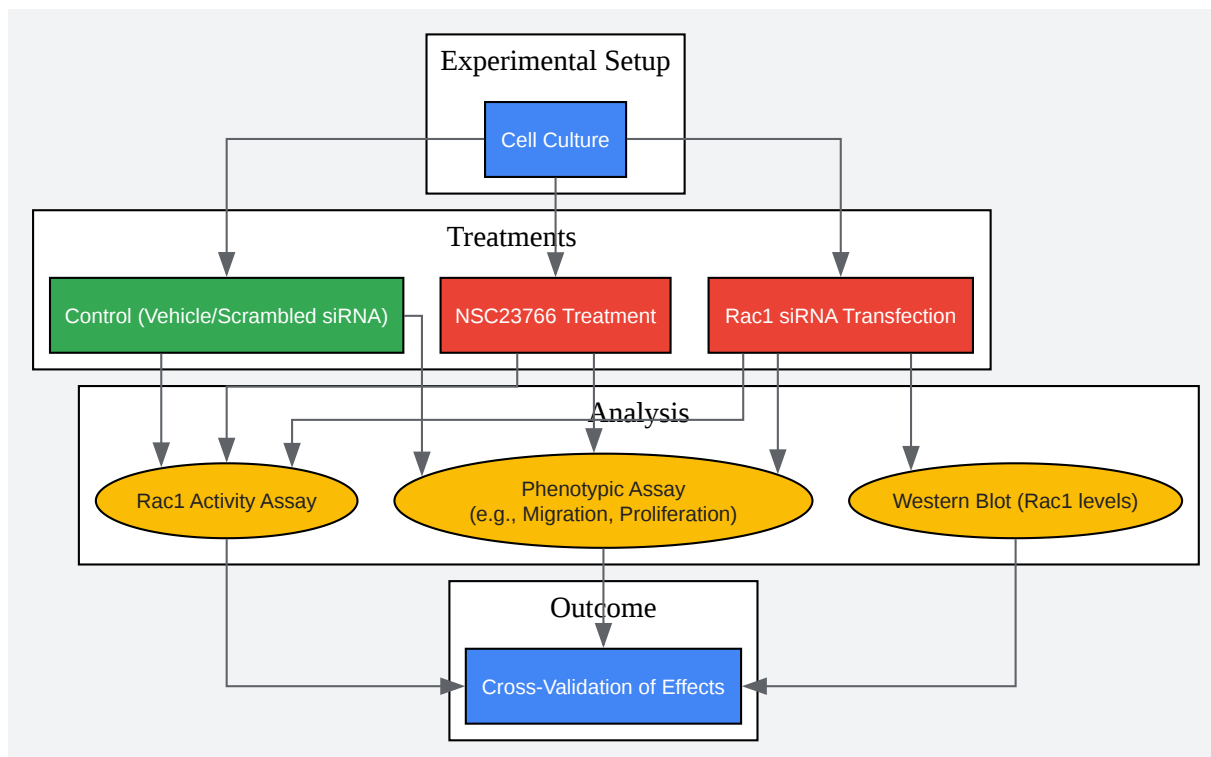 Experimental Setup
Cell Culture
Treatments
Control (Vehicle/Scrambled siRNA)
NSC23766 Treatment
Rac1 siRNA Transfection
Analysis
Rac1 Activity Assay
Phenotypic Assay
(e.g., Migration, Proliferation)
Western Blot (Rac1 levels)
Outcome
Cross-Validation of Effects